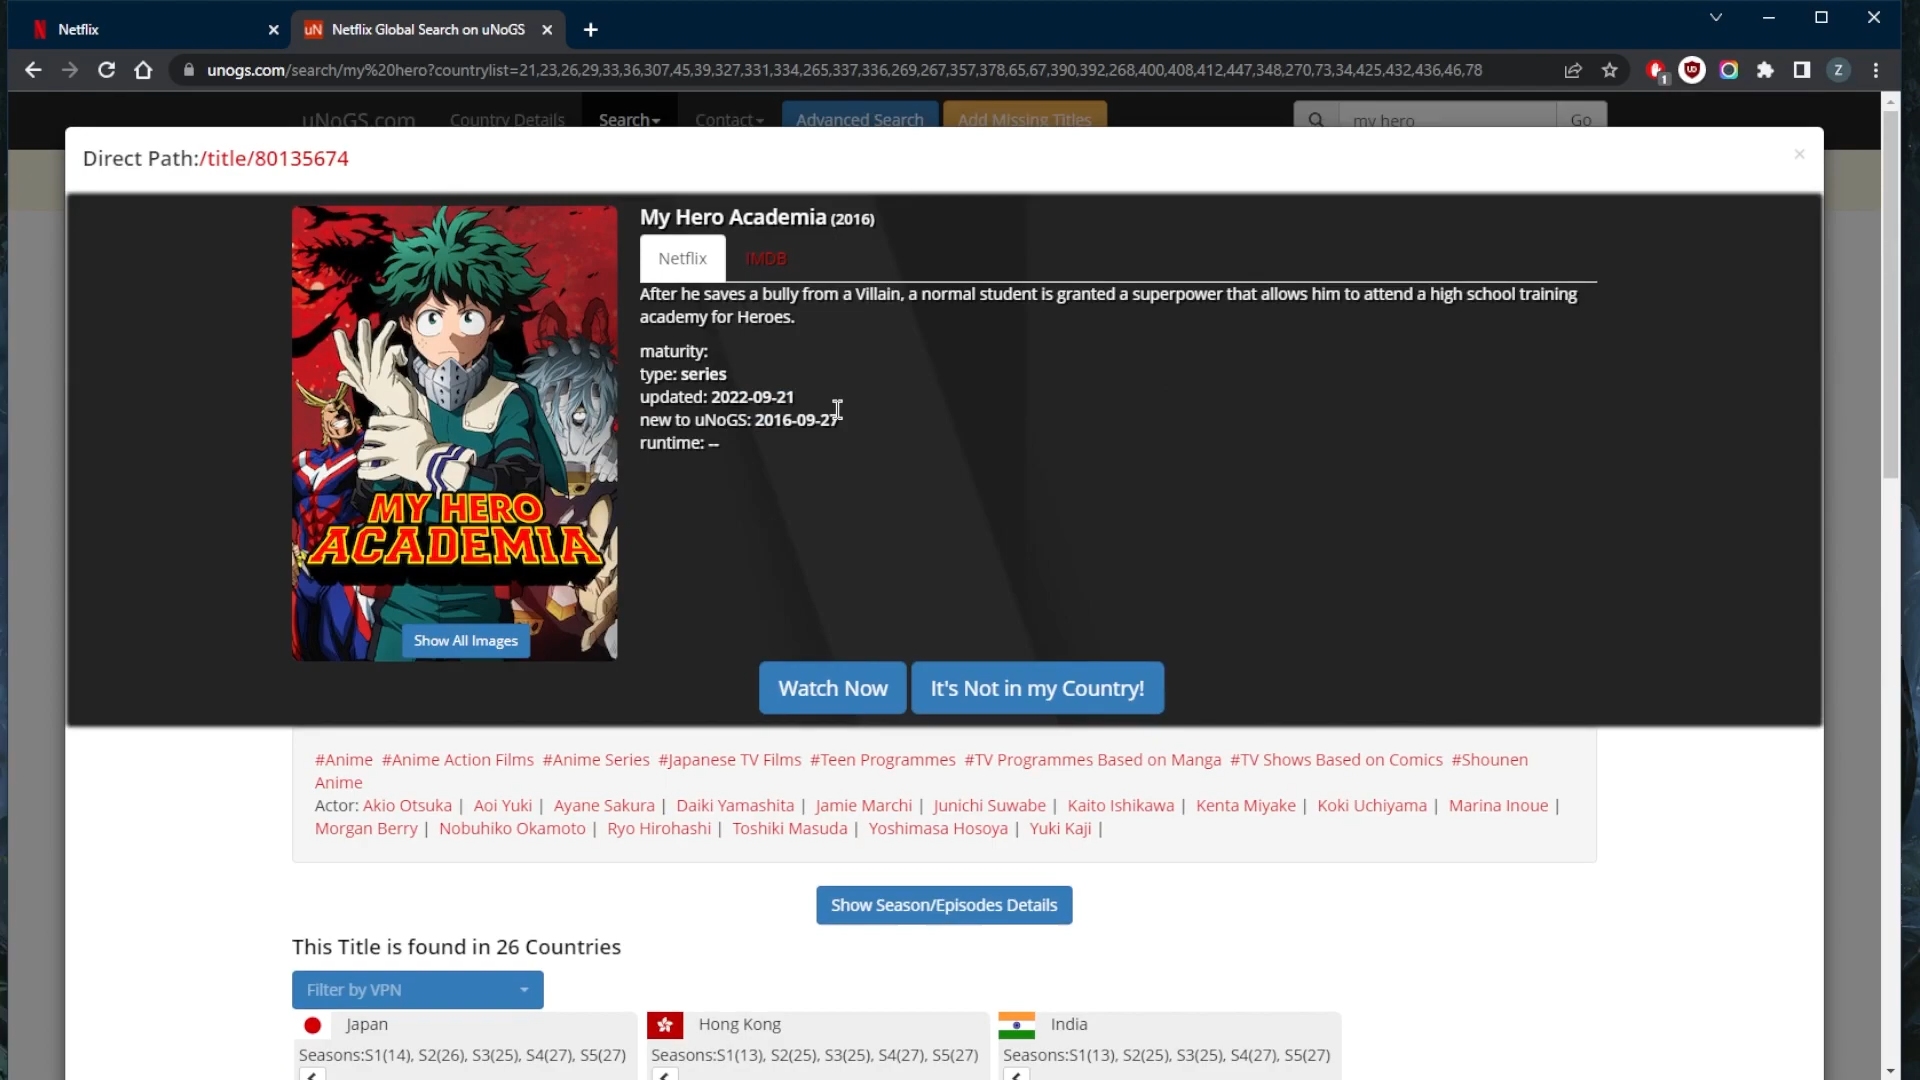 Netflix
uN Netflix Global Search on uNoGS
unogs.com/search/my%20hero?countrylist=21,23,26,29,33,36,307,45,39,327,331,334,265,337,336,269,267,357,378,65,67,390,392,268,400,408,412,447,348,270,73,34,425,432,436,46,78
1
Z
uNoGS.com Country Details Search Contact Advanced Search Add Missing Titles my hero Go
Direct Path:/title/80135674
×
My Hero Academia (2016)
Netflix IMDB
After he saves a bully from a Villain, a normal student is granted a superpower that allows him to attend a high school training
academy for Heroes.
maturity:
type: series
updated: 2022-09-21
new to uNoGS: 2016-09-27
runtime: --
MY HERO
ACADEMIA
Show All Images
Watch Now It's Not in my Country!
#Anime #Anime Action Films #Anime Series #Japanese TV Films #Teen Programmes #TV Programmes Based on Manga #TV Shows Based on Comics #Shounen
Anime
Actor: Akio Otsuka | Aoi Yuki | Ayane Sakura | Daiki Yamashita | Jamie Marchi | Junichi Suwabe | Kaito Ishikawa | Kenta Miyake | Koki Uchiyama | Marina Inoue |
Morgan Berry | Nobuhiko Okamoto | Ryo Hirohashi | Toshiki Masuda | Yoshimasa Hosoya | Yuki Kaji |
Show Season/Episodes Details
This Title is found in 26 Countries
Filter by VPN
Japan Hong Kong India
Seasons:S1(14), S2(26), S3(25), S4(27), S5(27) Seasons:S1(13), S2(25), S3(25), S4(27), S5(27) Seasons:S1(13), S2(25), S3(25), S4(27), S5(27)